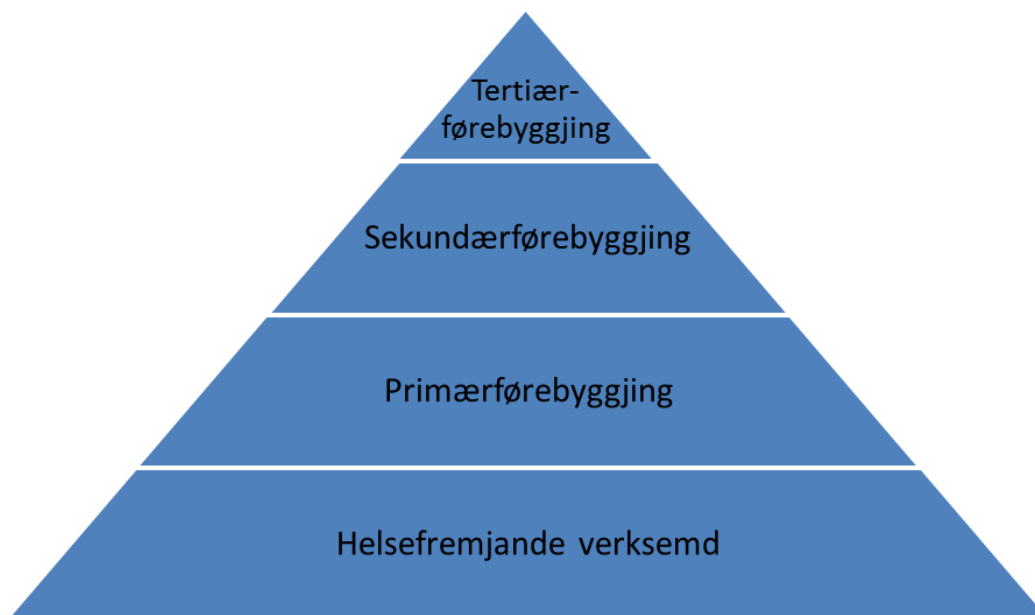 Tertiær-
førebyggjing
Sekundærførebyggjing
Primærførebyggjing
Helsefremjande verksemd